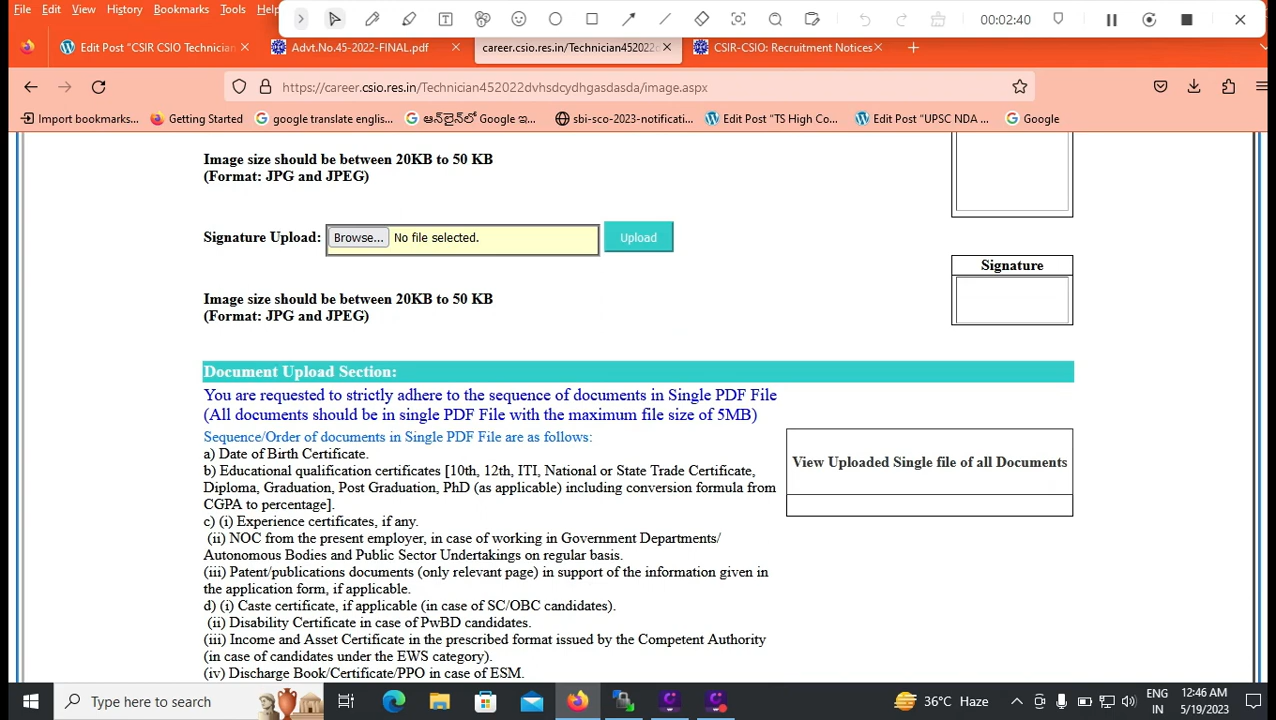 File Edit View History Bookmarks Tools Help
00:02:40
Edit Post "CSIR CSIO Technician
Advt.No.45-2022-FINAL.pdf
career.csio.res.in/Technician452022d
CSIR-CSIO: Recruitment Notices
https://career.csio.res.in/Technician452022dvhsdcydhgasdasda/image.aspx
Import bookmarks...
Getting Started
google translate englis...
ఆన్‌లైన్‌లో Google ఇ...
sbi-sco-2023-notificati...
Edit Post "TS High Co...
Edit Post "UPSC NDA ...
Google
Image size should be between 20KB to 50 KB
(Format: JPG and JPEG)
Signature Upload: Browse... No file selected. Upload
Signature
Image size should be between 20KB to 50 KB
(Format: JPG and JPEG)
Document Upload Section:
You are requested to strictly adhere to the sequence of documents in Single PDF File
(All documents should be in single PDF File with the maximum file size of 5MB)
Sequence/Order of documents in Single PDF File are as follows:
a) Date of Birth Certificate.
b) Educational qualification certificates [10th, 12th, ITI, National or State Trade Certificate,
Diploma, Graduation, Post Graduation, PhD (as applicable) including conversion formula from
CGPA to percentage].
c) (i) Experience certificates, if any.
(ii) NOC from the present employer, in case of working in Government Departments/
Autonomous Bodies and Public Sector Undertakings on regular basis.
(iii) Patent/publications documents (only relevant page) in support of the information given in
the application form, if applicable.
d) (i) Caste certificate, if applicable (in case of SC/OBC candidates).
(ii) Disability Certificate in case of PwBD candidates.
(iii) Income and Asset Certificate in the prescribed format issued by the Competent Authority
(in case of candidates under the EWS category).
(iv) Discharge Book/Certificate/PPO in case of ESM.
View Uploaded Single file of all Documents
Type here to search
36°C Haze
ENG
IN
12:46 AM
5/19/2023